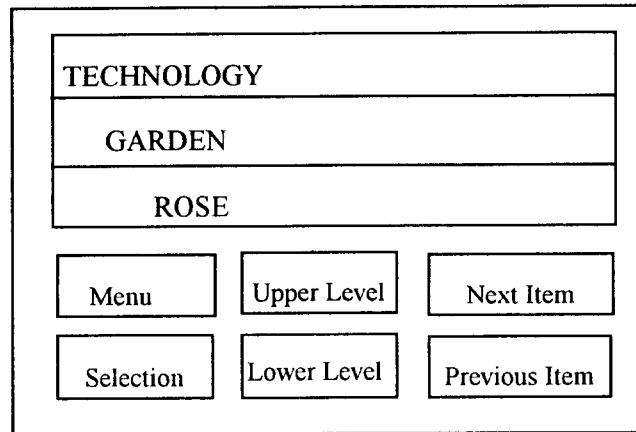 TECHNOLOGY
GARDEN
ROSE
Menu
Upper Level
Next Item
Selection
Lower Level
Previous Item